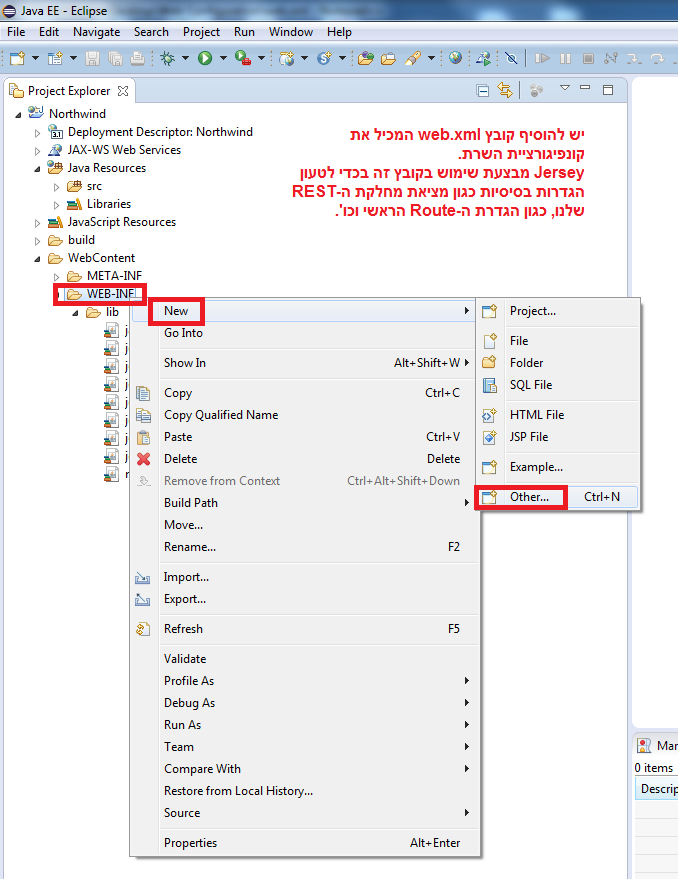 Java EE - Eclipse
File Edit Navigate Search Project Run Window Help
Project Explorer
Northwind
Deployment Descriptor: Northwind
JAX-WS Web Services
Java Resources
src
Libraries
JavaScript Resources
build
WebContent
META-INF
WEB-INF
lib
יש להוסיף קובץ web.xml המכיל את
קונפיגורציית השרת.
Jersey מבצעת שימוש בקובץ זה בכדי לטעון
הגדרות בסיסיות כגון מציאת מחלקת ה-REST
שלנו, כגון הגדרת ה-Route הראשי וכו'.
New
Go Into
Show In Alt+Shift+W
Copy Ctrl+C
Copy Qualified Name
Paste Ctrl+V
Delete Delete
Remove from Context Ctrl+Alt+Shift+Down
Build Path
Move...
Rename... F2
Import...
Export...
Refresh F5
Validate
Profile As
Debug As
Run As
Team
Compare With
Restore from Local History...
Source
Properties Alt+Enter
Project...
File
Folder
SQL File
HTML File
JSP File
Example...
Other... Ctrl+N
0 items